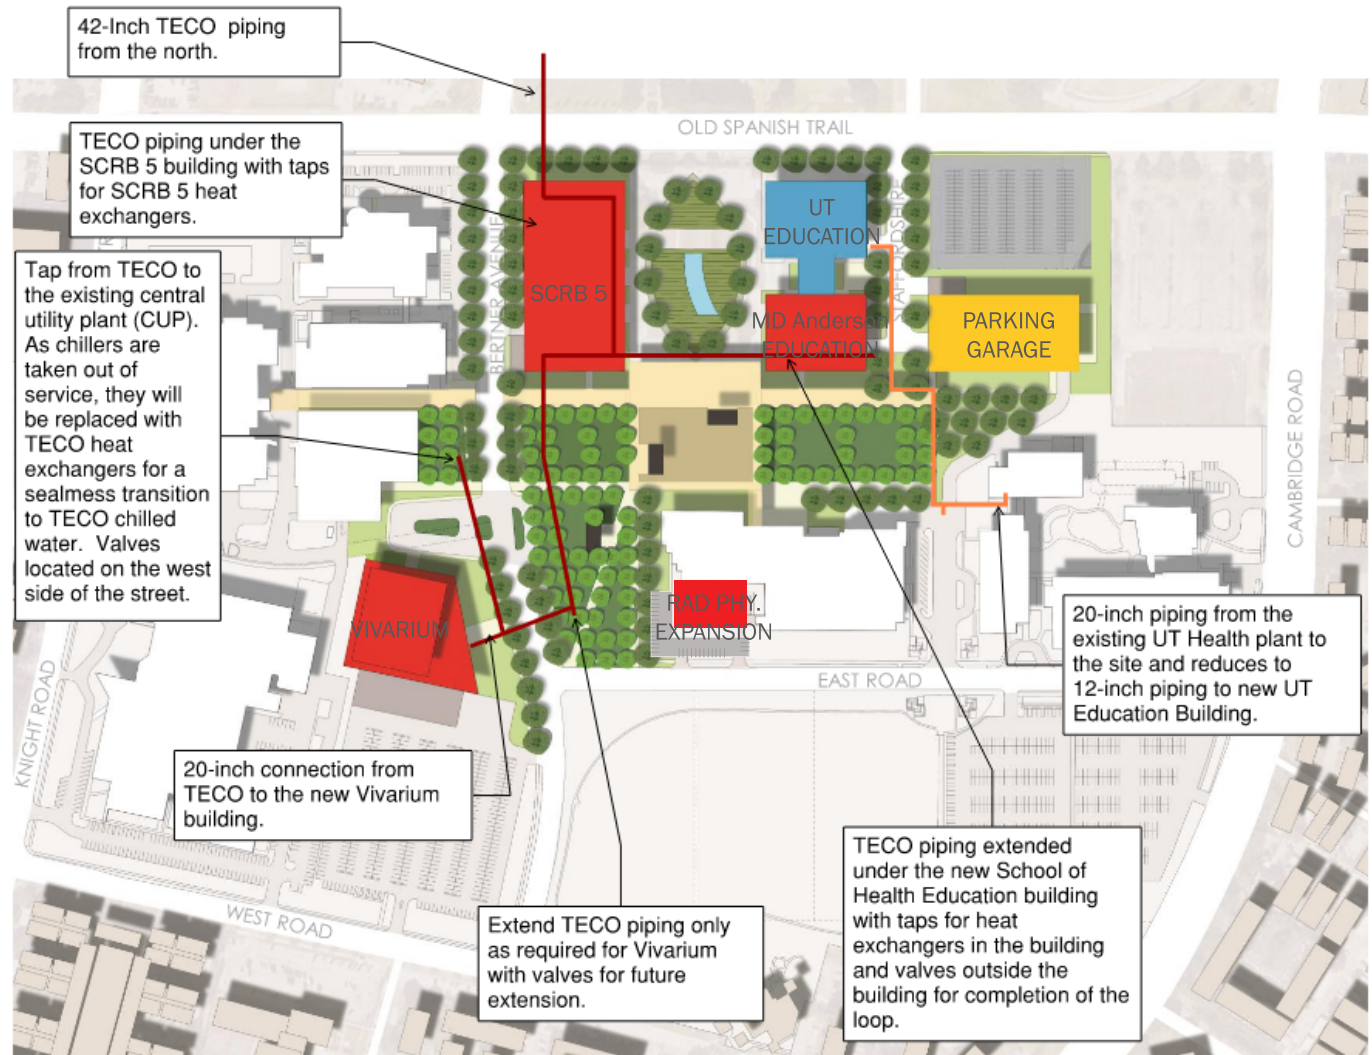 42-Inch TECO piping
from the north.
OLD SPANISH TRAIL
TECO piping under the
SCRB 5 building with taps
for SCRB 5 heat
exchangers.
UT
EDUCATION
BERTNER AVENUE
SCRB 5
MD Anderson
EDUCATION
PARKING
GARAGE
Tap from TECO to
the existing central
utility plant (CUP).
As chillers are
taken out of
service, they will
be replaced with
TECO heat
exchangers for a
sealmess transition
to TECO chilled
water. Valves
located on the west
side of the street.
CAMBRIDGE ROAD
VIVARIUM
RAD PHY.
EXPANSION
20-inch piping from the
existing UT Health plant to
the site and reduces to
12-inch piping to new UT
Education Building.
EAST ROAD
KNIGHT ROAD
20-inch connection from
TECO to the new Vivarium
building.
TECO piping extended
under the new School of
Health Education building
with taps for heat
exchangers in the building
and valves outside the
building for completion of the
loop.
Extend TECO piping only
as required for Vivarium
with valves for future
extension.
WEST ROAD